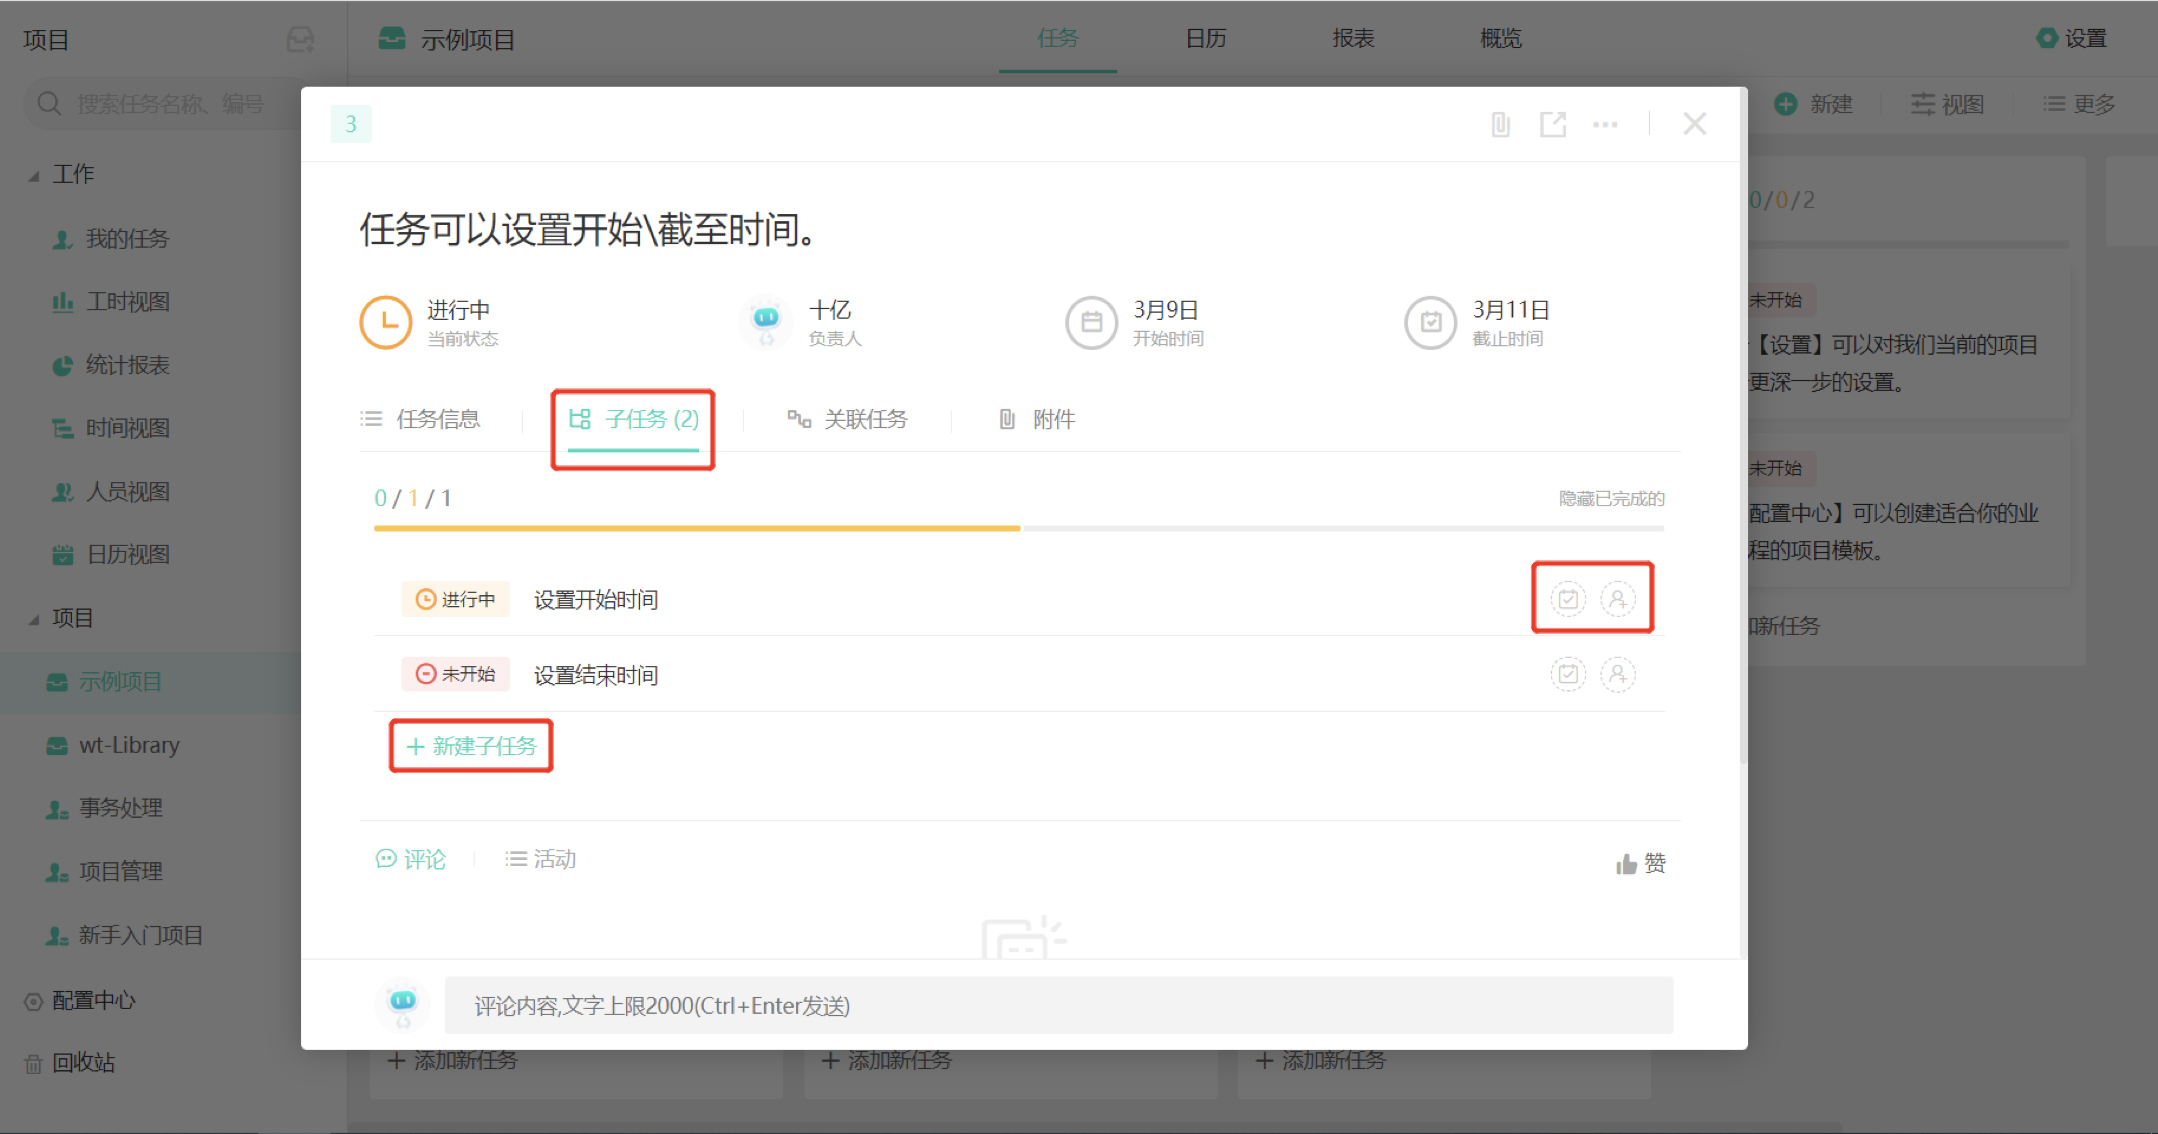 项目
示例项目
任务
日历
报表
概览
设置
搜索任务名称、编号
新建
视图
更多
工作
我的任务
工时视图
统计报表
时间视图
人员视图
日历视图
项目
示例项目
wt-Library
事务处理
项目管理
新手入门项目
配置中心
回收站
3
任务可以设置开始\截至时间。
进行中
当前状态
十亿
负责人
3月9日
开始时间
3月11日
截止时间
任务信息
子任务 (2)
关联任务
附件
0 / 1 / 1
隐藏已完成的
进行中 设置开始时间
未开始 设置结束时间
+ 新建子任务
评论
活动
赞
评论内容,文字上限2000(Ctrl+Enter发送)
0/0/2
未开始
【设置】可以对我们当前的项目
更深一步的设置。
未开始
配置中心】可以创建适合你的业
程的项目模板。
新任务
+ 添加新任务
+ 添加新任务
+ 添加新任务